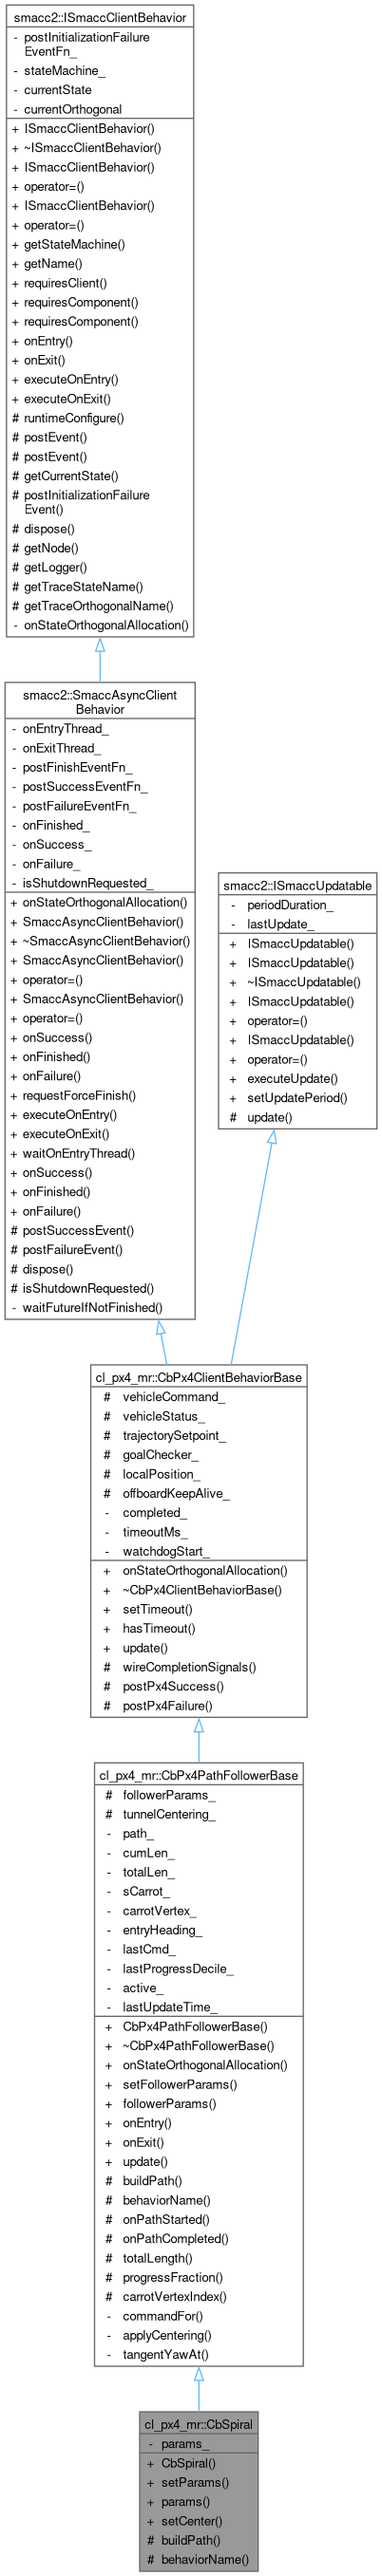 smacc2::ISmaccClientBehavior
- postInitializationFailure
EventFn_
- stateMachine_
- currentState
- currentOrthogonal
+ ISmaccClientBehavior()
+ ~ISmaccClientBehavior()
+ ISmaccClientBehavior()
+ operator=()
+ ISmaccClientBehavior()
+ operator=()
+ getStateMachine()
+ getName()
+ requiresClient()
+ requiresComponent()
+ requiresComponent()
+ onEntry()
+ onExit()
+ executeOnEntry()
+ executeOnExit()
# runtimeConfigure()
# postEvent()
# postEvent()
# getCurrentState()
# postInitializationFailure
Event()
# dispose()
# getNode()
# getLogger()
# getTraceStateName()
# getTraceOrthogonalName()
- onStateOrthogonalAllocation()
smacc2::SmaccAsyncClient
Behavior
- onEntryThread_
- onExitThread_
- postFinishEventFn_
- postSuccessEventFn_
- postFailureEventFn_
- onFinished_
- onSuccess_
- onFailure_
- isShutdownRequested_
+ onStateOrthogonalAllocation()
+ SmaccAsyncClientBehavior()
+ ~SmaccAsyncClientBehavior()
+ SmaccAsyncClientBehavior()
+ operator=()
+ SmaccAsyncClientBehavior()
+ operator=()
+ onSuccess()
+ onFinished()
+ onFailure()
+ requestForceFinish()
+ executeOnEntry()
+ executeOnExit()
+ waitOnEntryThread()
+ onSuccess()
+ onFinished()
+ onFailure()
# postSuccessEvent()
# postFailureEvent()
# dispose()
# isShutdownRequested()
- waitFutureIfNotFinished()
smacc2::ISmaccUpdatable
- periodDuration_
- lastUpdate_
+ ISmaccUpdatable()
+ ISmaccUpdatable()
+ ~ISmaccUpdatable()
+ ISmaccUpdatable()
+ operator=()
+ ISmaccUpdatable()
+ operator=()
+ executeUpdate()
+ setUpdatePeriod()
# update()
cl_px4_mr::CbPx4ClientBehaviorBase
# vehicleCommand_
# vehicleStatus_
# trajectorySetpoint_
# goalChecker_
# localPosition_
# offboardKeepAlive_
- completed_
- timeoutMs_
- watchdogStart_
+ onStateOrthogonalAllocation()
+ ~CbPx4ClientBehaviorBase()
+ setTimeout()
+ hasTimeout()
+ update()
# wireCompletionSignals()
# postPx4Success()
# postPx4Failure()
cl_px4_mr::CbPx4PathFollowerBase
# followerParams_
# tunnelCentering_
- path_
- cumLen_
- totalLen_
- sCarrot_
- carrotVertex_
- entryHeading_
- lastCmd_
- lastProgressDecile_
- active_
- lastUpdateTime_
+ CbPx4PathFollowerBase()
+ ~CbPx4PathFollowerBase()
+ onStateOrthogonalAllocation()
+ setFollowerParams()
+ followerParams()
+ onEntry()
+ onExit()
+ update()
# buildPath()
# behaviorName()
# onPathStarted()
# onPathCompleted()
# totalLength()
# progressFraction()
# carrotVertexIndex()
- commandFor()
- applyCentering()
- tangentYawAt()
cl_px4_mr::CbSpiral
- params_
+ CbSpiral()
+ setParams()
+ params()
+ setCenter()
# buildPath()
# behaviorName()